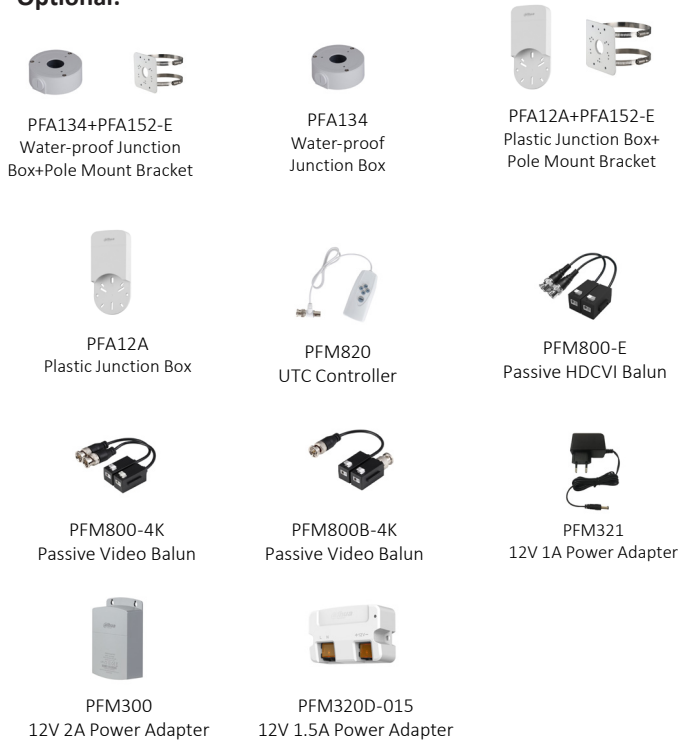 Optional:
PFA134+PFA152-E
Water-proof Junction
Box+Pole Mount Bracket
PFA134
Water-proof
Junction Box
PFA12A+PFA152-E
Plastic Junction Box+
Pole Mount Bracket
PFA12A
Plastic Junction Box
PFM820
UTC Controller
PFM800-E
Passive HDCVI Balun
PFM800-4K
Passive Video Balun
PFM800B-4K
Passive Video Balun
PFM321
12V 1A Power Adapter
PFM300
12V 2A Power Adapter
PFM320D-015
12V 1.5A Power Adapter